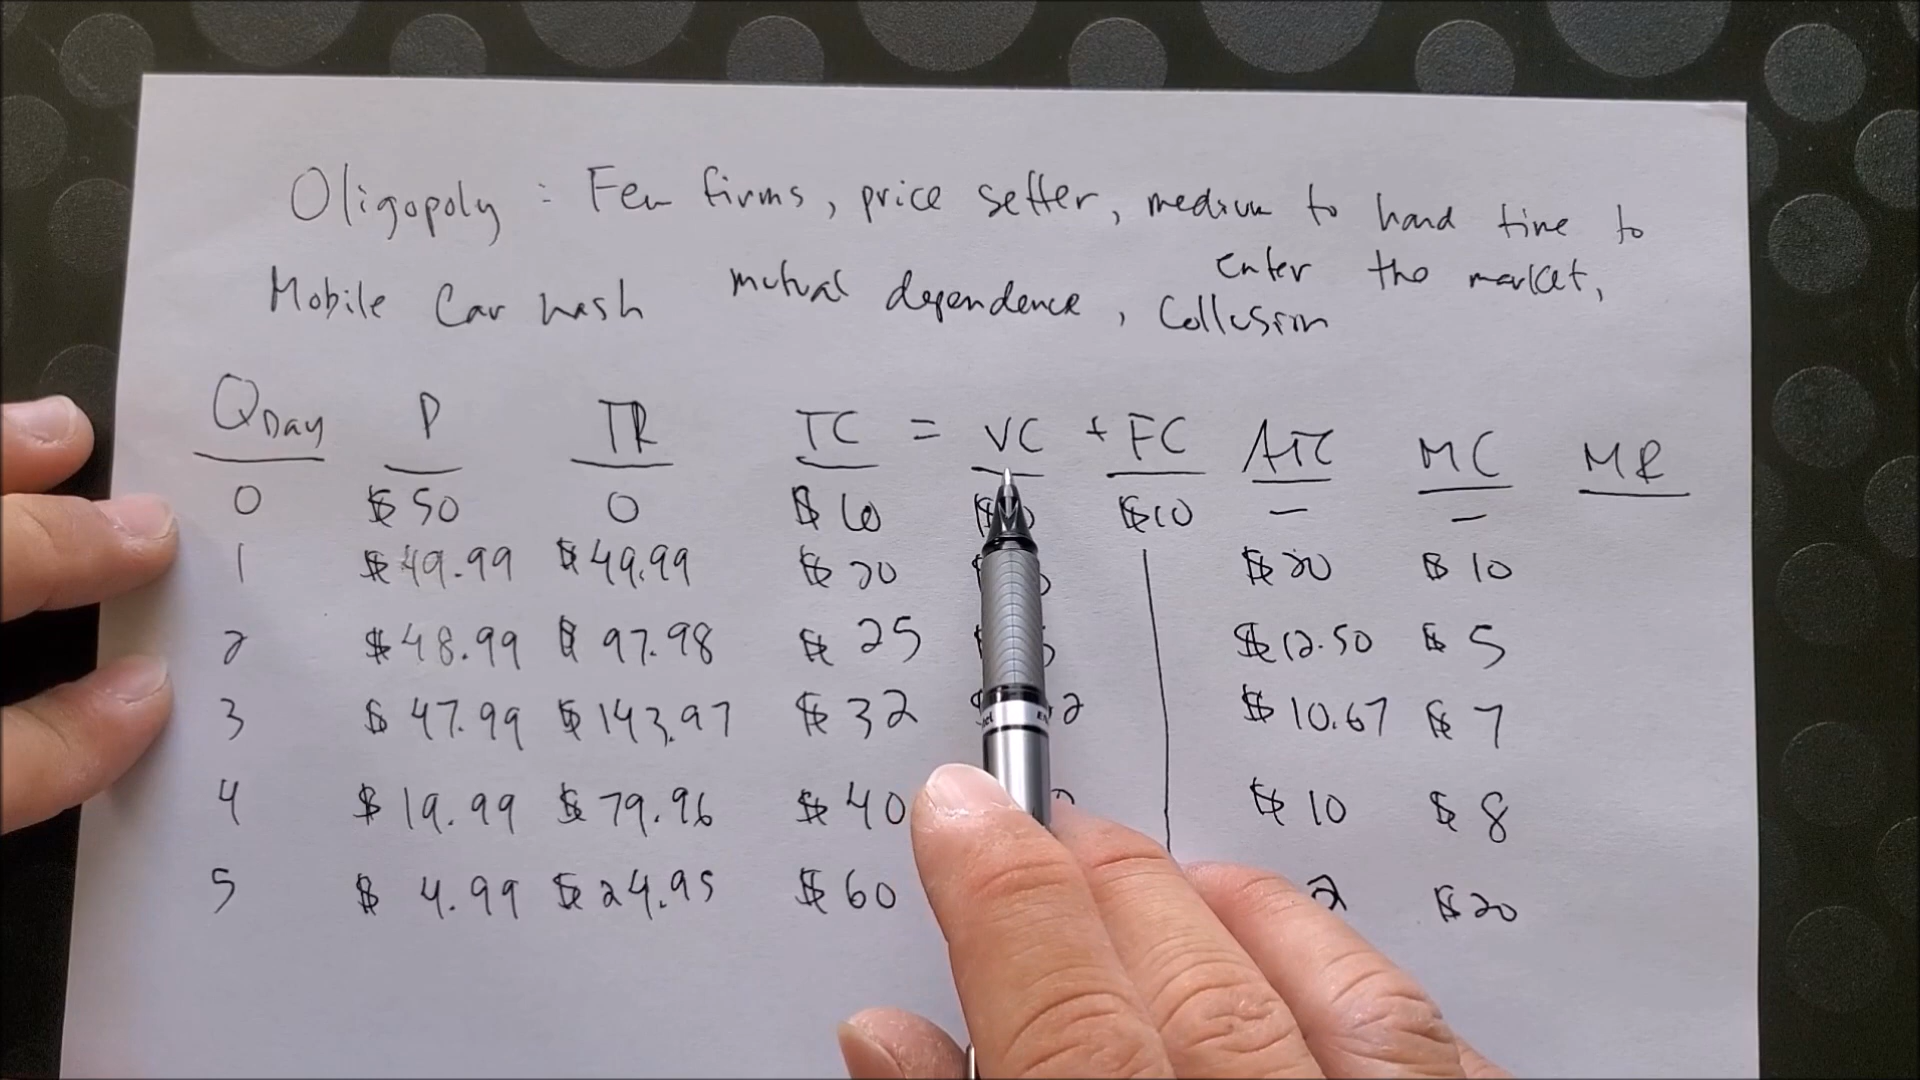 Oligopoly : Few firms, price setter, medium to hard time to
enter the market,
Mobile Car wash mutual dependence, Collusion
QDay P TR TC = VC + FC ATC MC MR
0 $50 0 $10 $10 — —
1 $49.99 $49.99 $20 $20 $10
2 $48.99 $97.98 $25 $12.50 $5
3 $47.99 $143.97 $32 $10.67 $7
4 $19.99 $79.96 $40 $10 $8
5 $4.99 $24.95 $60 $20